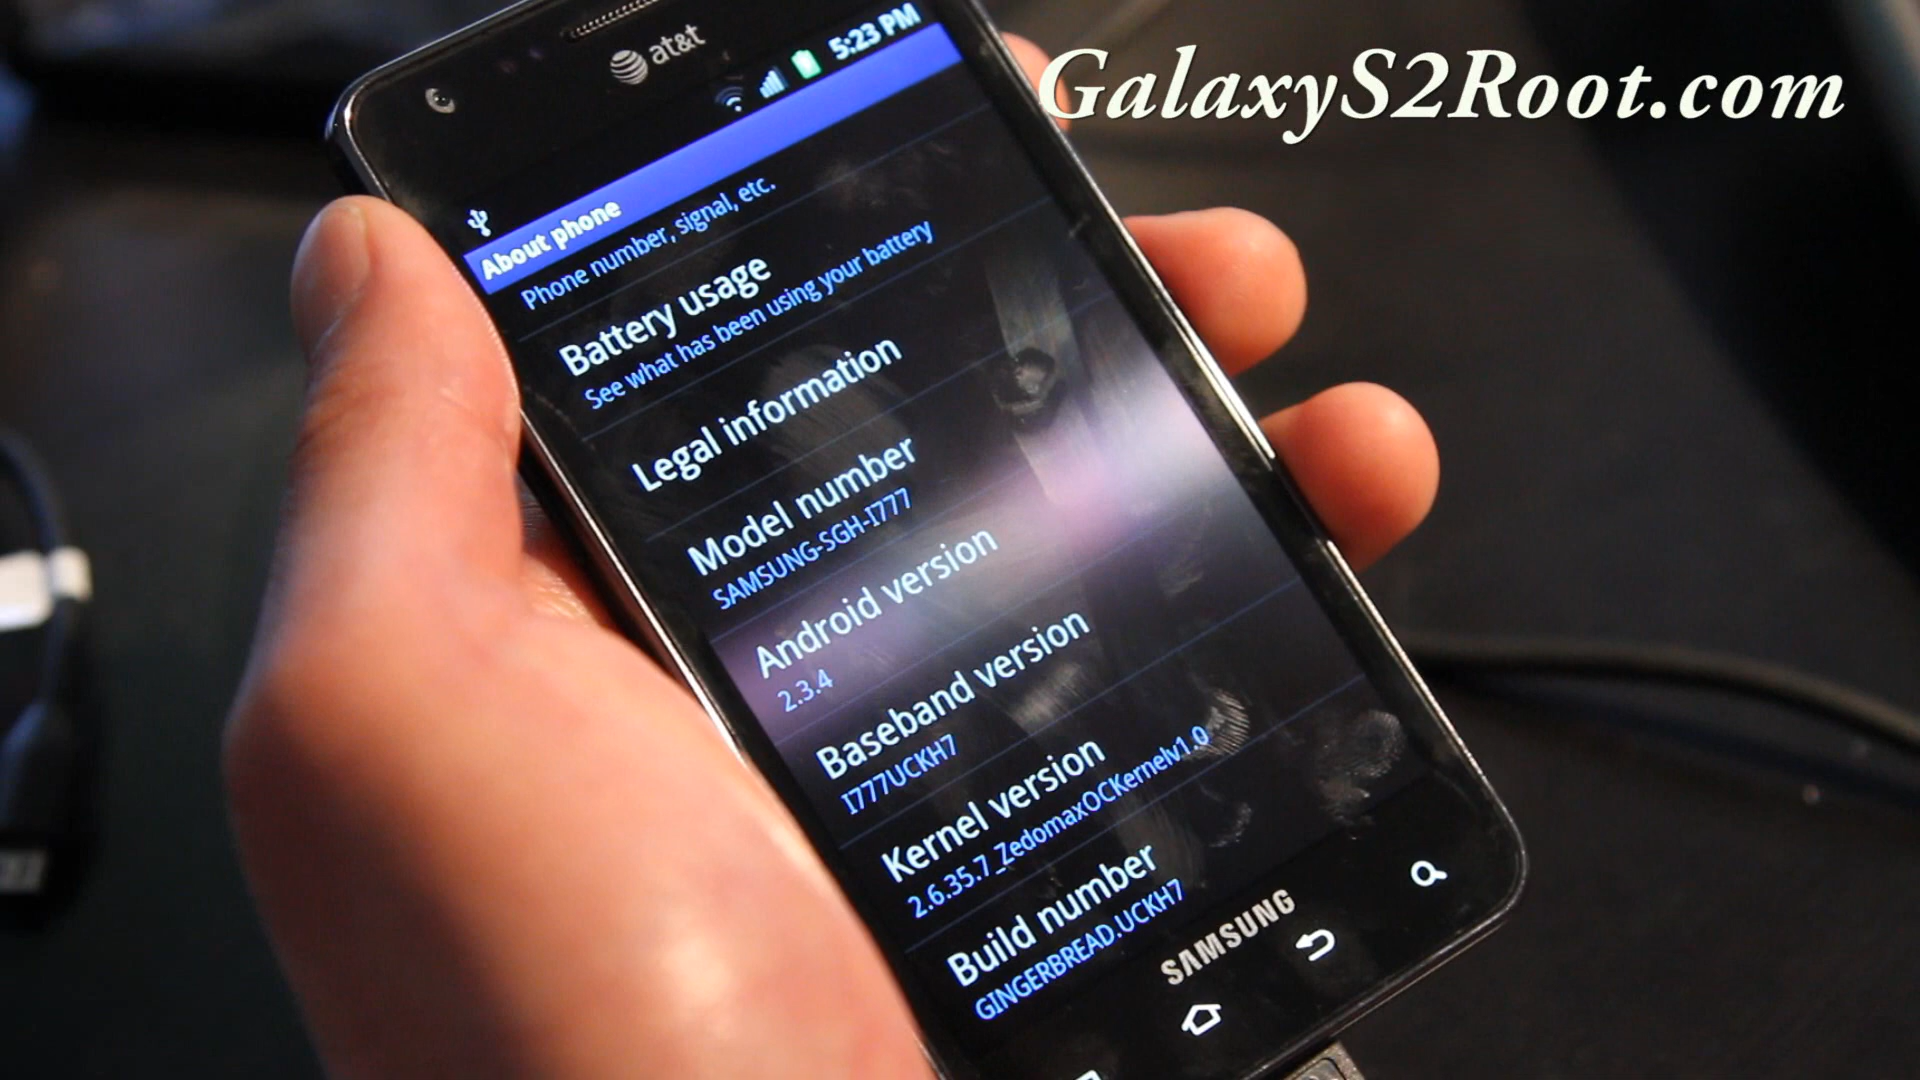 GalaxyS2Root.com
at&t
5:23 PM
About phone
Phone number, signal, etc.
Battery usage
See what has been using your battery
Legal information
Model number
SAMSUNG-SGH-I777
Android version
2.3.4
Baseband version
I777UCKH7
Kernel version
2.6.35.7_ZedomaxOCKernelv1.0
Build number
GINGERBREAD.UCKH7
SAMSUNG